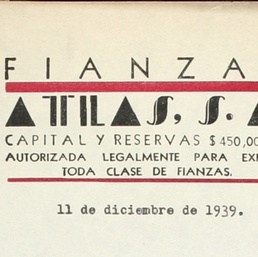 FIANZA
ATLAS, S. A
CAPITAL Y RESERVAS $450,00
AUTORIZADA LEGALMENTE PARA EX
TODA CLASE DE FIANZAS.
11 de diciembre de 1939.